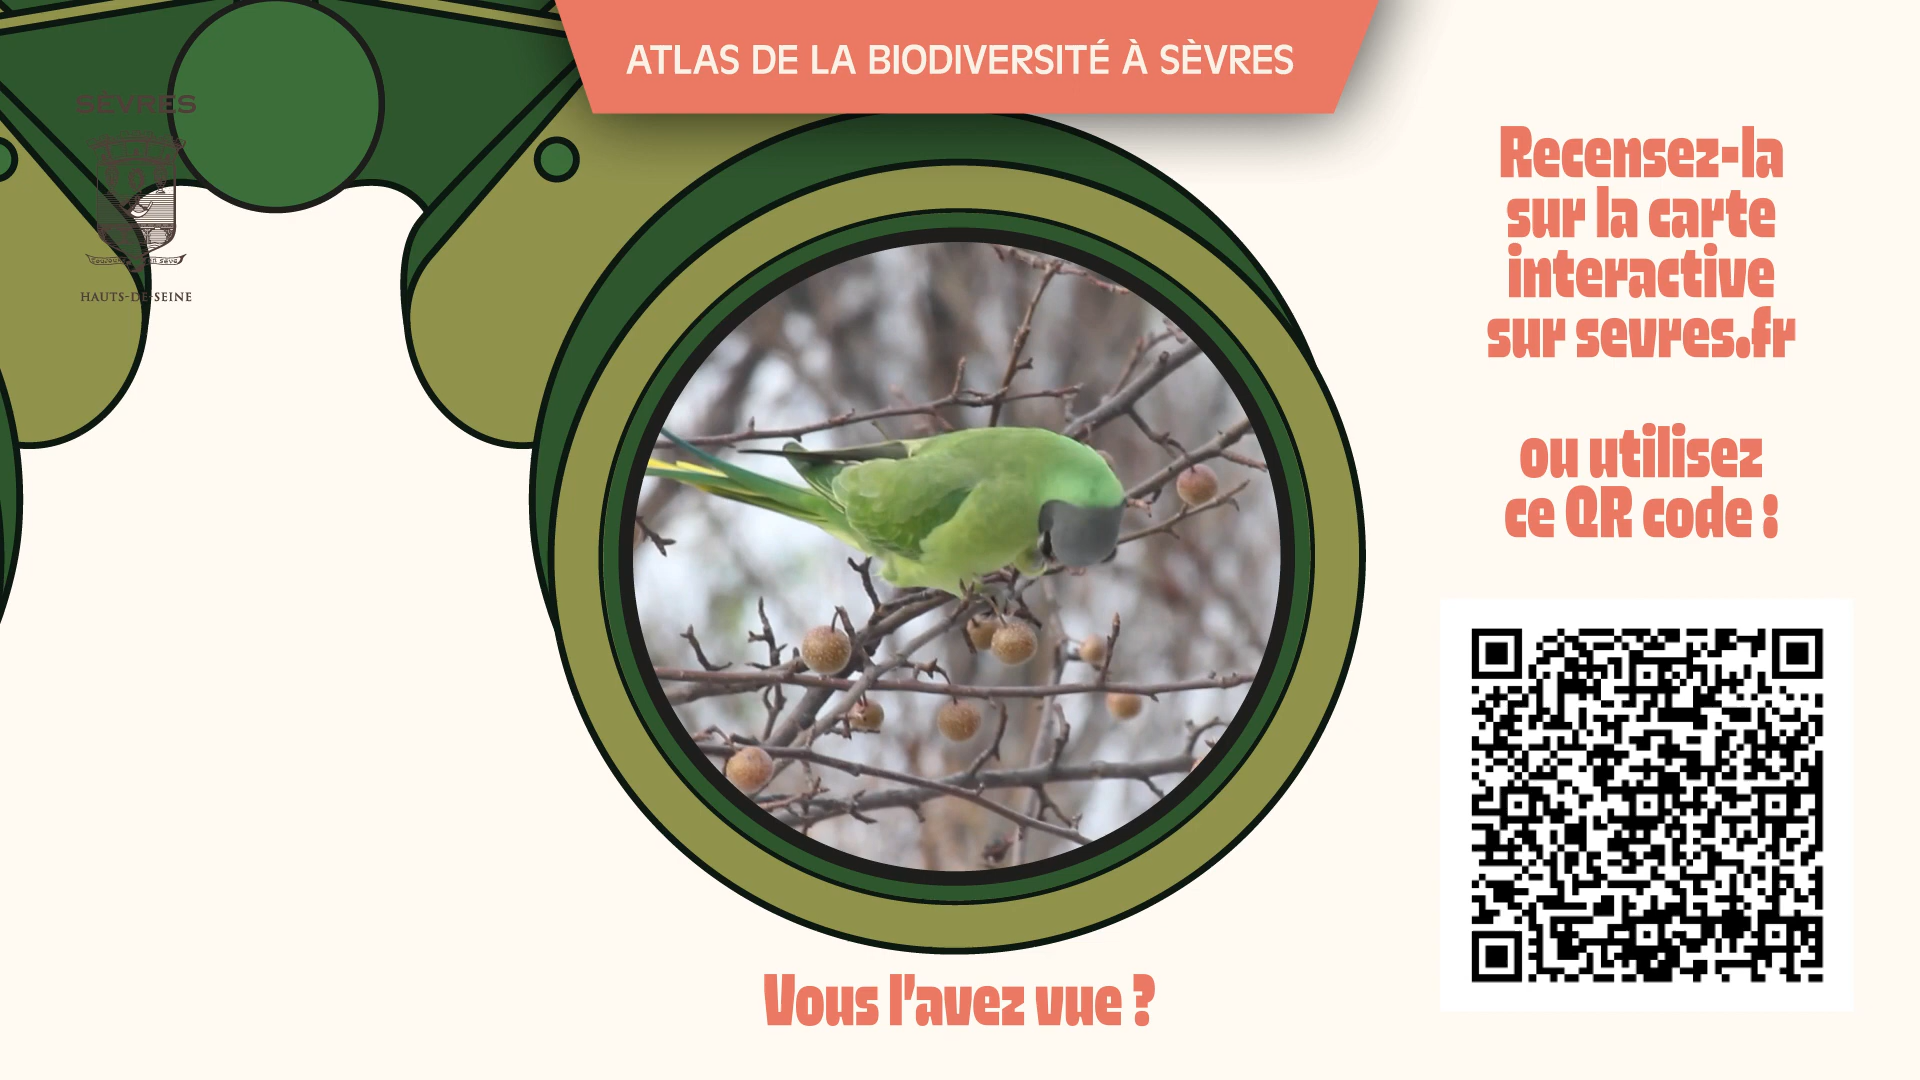 ATLAS DE LA BIODIVERSITÉ À SÈVRES
SÈVRES
HAUTS-DE-SEINE
Recensez-la
sur la carte
interactive
sur sevres.fr
ou utilisez
ce QR code :
Vous l'avez vue ?